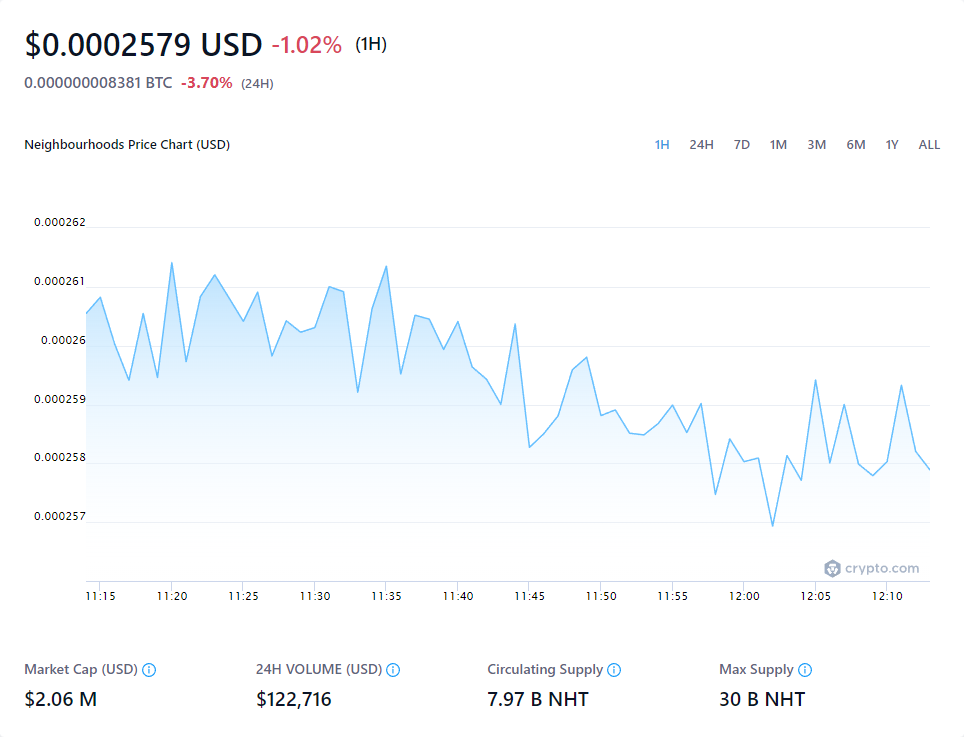 $0.0002579 USD -1.02% (1H)
0.000000008381 BTC -3.70% (24H)
Neighbourhoods Price Chart (USD)
1H 24H 7D 1M 3M 6M 1Y ALL
0.000262
0.000261
0.00026
0.000259
0.000258
0.000257
crypto.com
11:15 11:20 11:25 11:30 11:35 11:40 11:45 11:50 11:55 12:00 12:05 12:10
Market Cap (USD) 24H VOLUME (USD) Circulating Supply Max Supply
$2.06 M $122,716 7.97 B NHT 30 B NHT